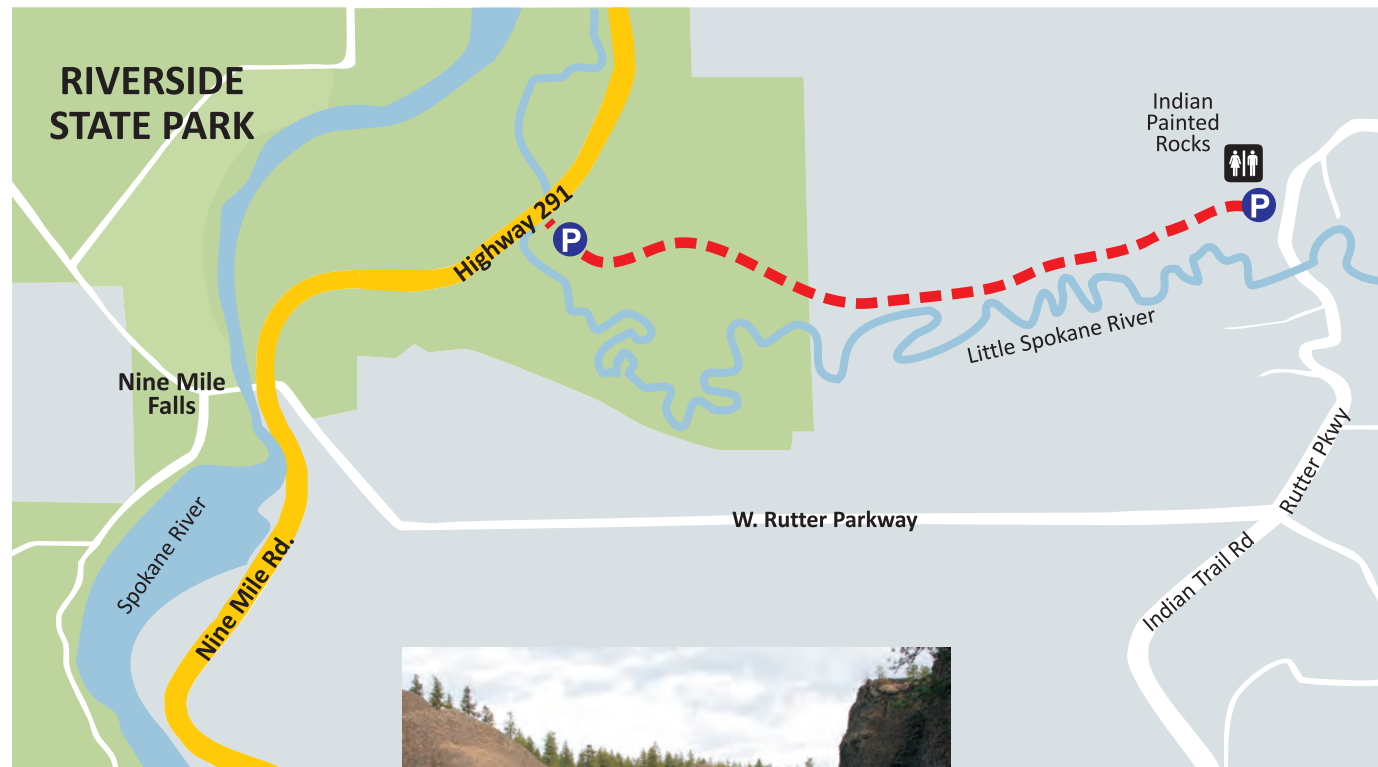 RIVERSIDE
STATE PARK
Indian
Painted
Rocks
P
Highway 291
P
Little Spokane River
Nine Mile
Falls
Rutter Pkwy
W. Rutter Parkway
Spokane River
Nine Mile Rd.
Indian Trail Rd